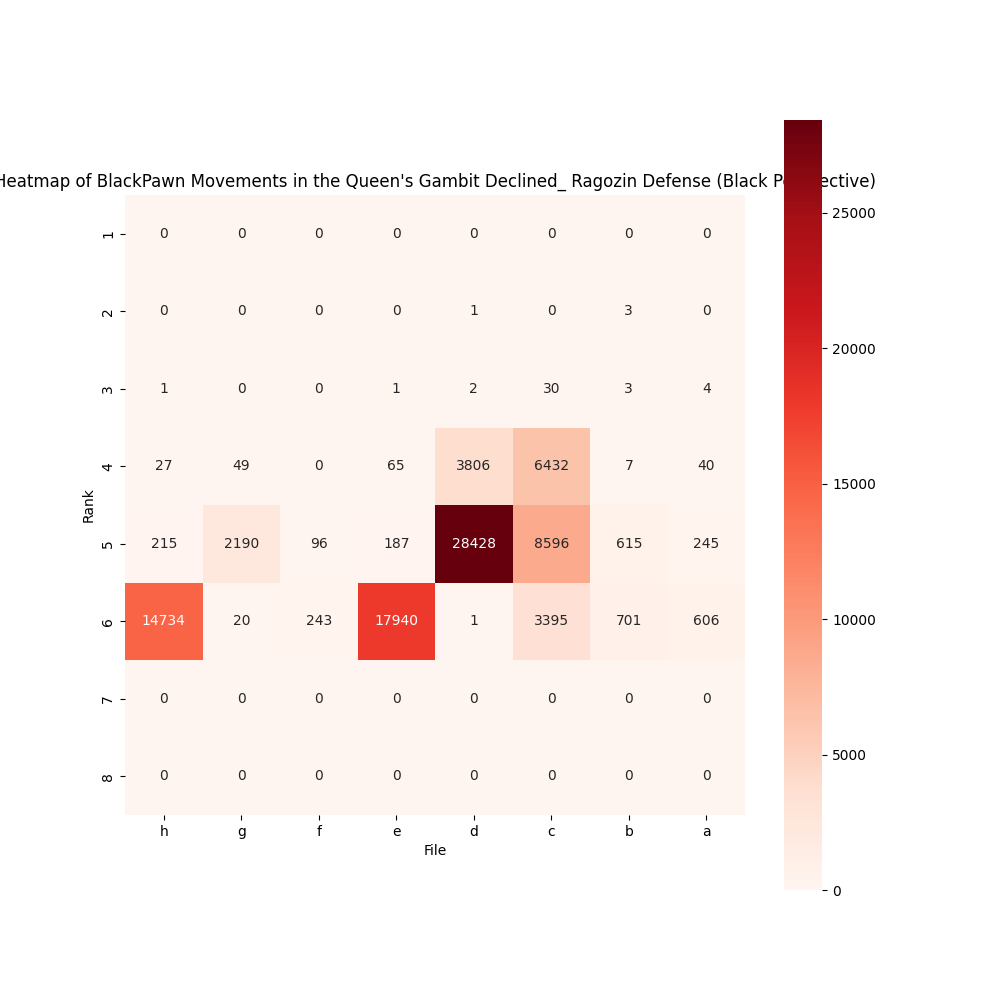 Heatmap of BlackPawn Movements in the Queen's Gambit Declined_ Ragozin Defense (Black P ective)
25000
20000
15000
10000
5000
0
Rank
1 0 0 0 0 0 0 0 0
2 0 0 0 0 1 0 3 0
3 1 0 0 1 2 30 3 4
4 27 49 0 65 3806 6432 7 40
5 215 2190 96 187 28428 8596 615 245
6 14734 20 243 17940 1 3395 701 606
7 0 0 0 0 0 0 0 0
8 0 0 0 0 0 0 0 0
h g f e d c b a
File